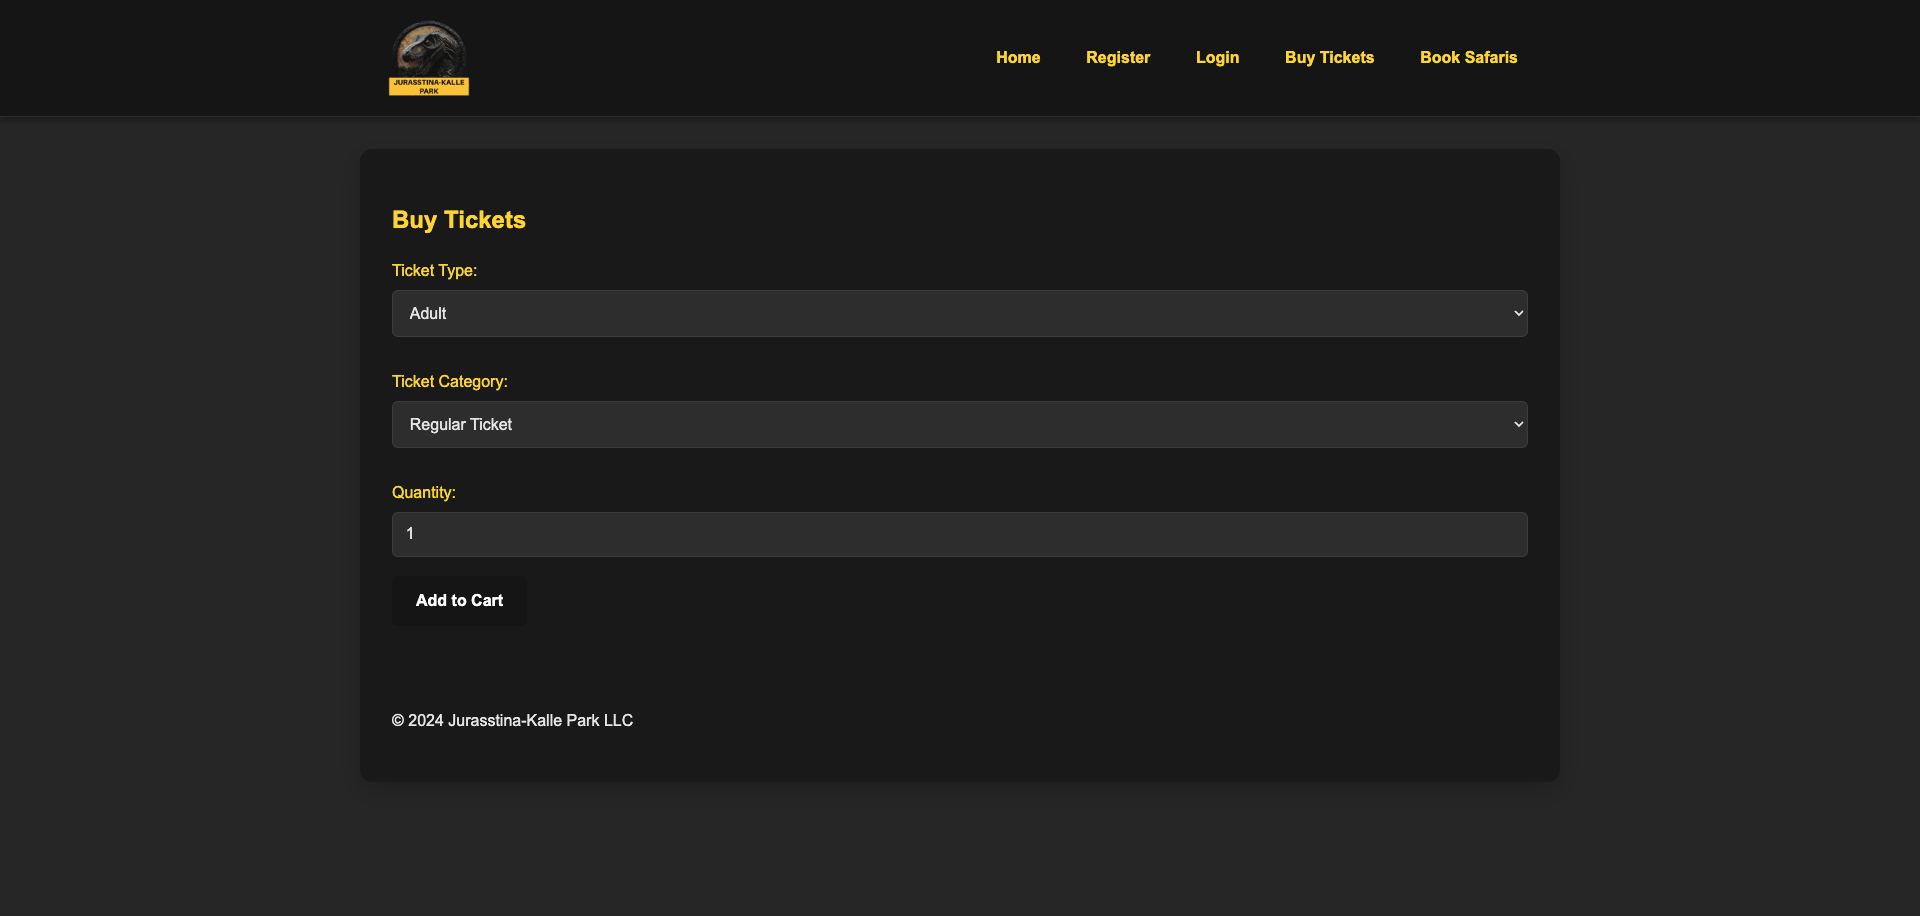 JURASSTINA-KALLE
PARK
Home
Register
Login
Buy Tickets
Book Safaris
Buy Tickets
Ticket Type:
Adult
Ticket Category:
Regular Ticket
Quantity:
1
Add to Cart
© 2024 Jurasstina-Kalle Park LLC